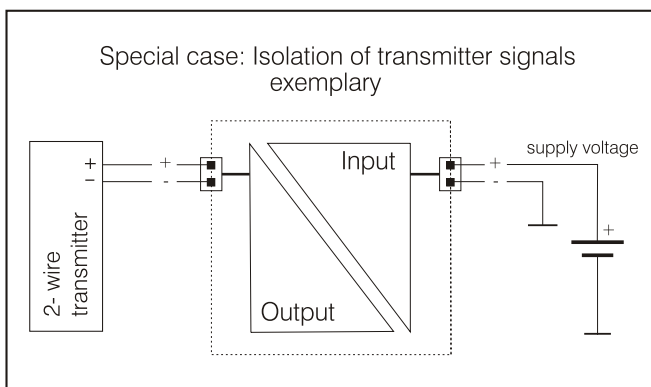 Special case: Isolation of transmitter signals
exemplary
2- wire
transmitter
+
-
+
-
Input
Output
+
-
supply voltage
+